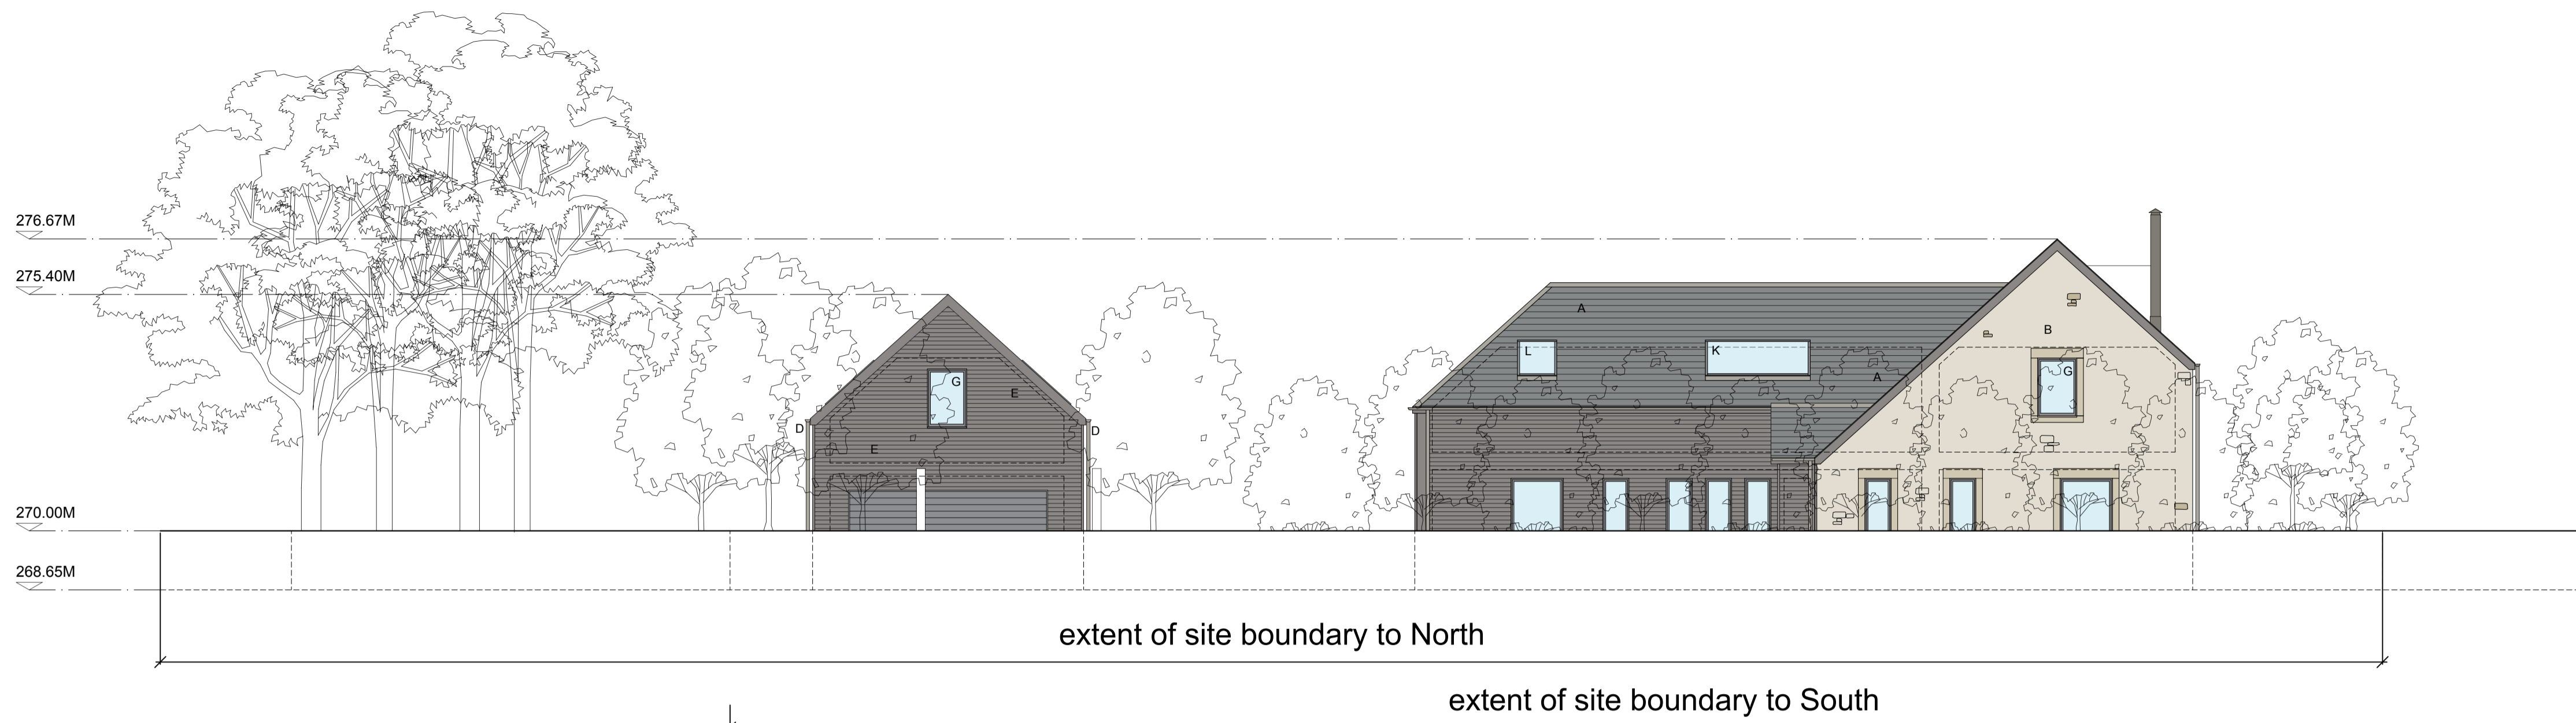 276.67M
275.40M
A
L
K
B
G
E
A
G
D
D
E
270.00M
268.65M
extent of site boundary to North
extent of site boundary to South